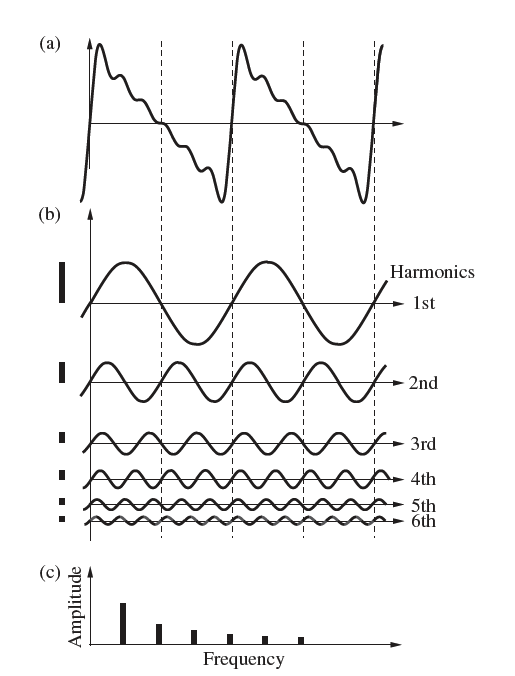 (a)
(b)
Harmonics
1st
2nd
3rd
4th
5th
6th
(c)
Amplitude
Frequency